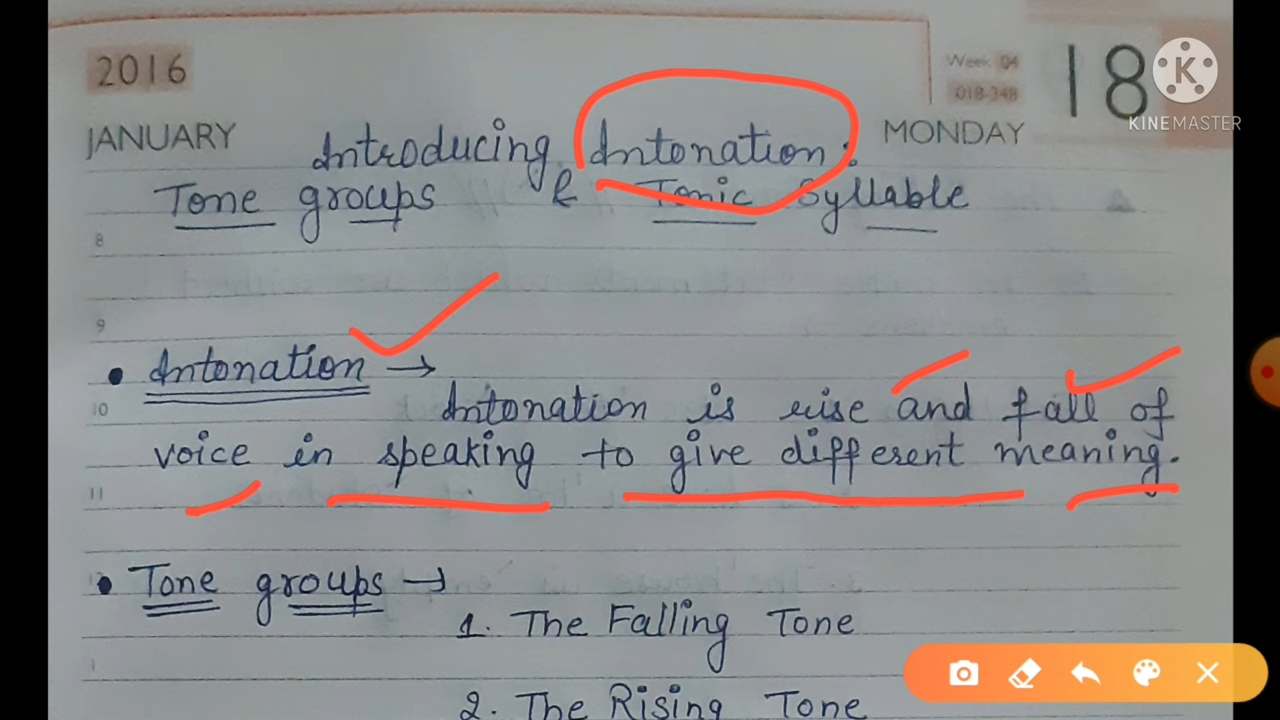 2016
Week 04
18
018-348
KINEMASTER
JANUARY
MONDAY
Introducing Intonation:
Tone groups & Tonic Syllable
8
9
• Intonation →
10
Intonation is rise and fall of
voice in speaking to give different meaning.
11
• Tone groups →
1. The Falling Tone
2. The Rising Tone